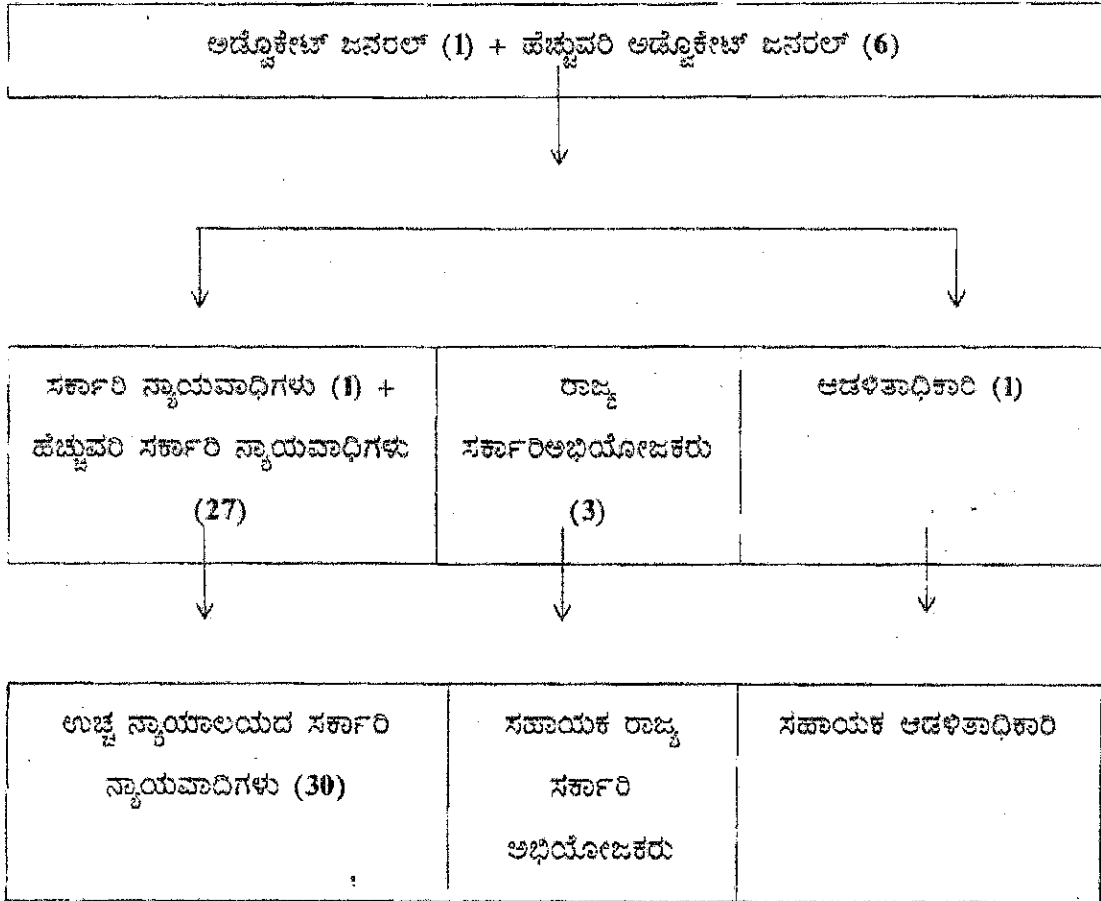 ಅಡ್ವೊಕೇಟ್ ಜನರಲ್ (1) + ಹೆಚ್ಚುವರಿ ಅಡ್ವೊಕೇಟ್ ಜನರಲ್ (6)
ಸರ್ಕಾರಿ ನ್ಯಾಯವಾಧಿಗಳು (1) +
ಹೆಚ್ಚುವರಿ ಸರ್ಕಾರಿ ನ್ಯಾಯವಾಧಿಗಳು
(27)
ರಾಜ್ಯ
ಸರ್ಕಾರಿಅಭಿಯೋಜಕರು
(3)
ಆಡಳಿತಾಧಿಕಾರಿ (1)
ಉಚ್ಚ ನ್ಯಾಯಾಲಯದ ಸರ್ಕಾರಿ
ನ್ಯಾಯವಾದಿಗಳು (30)
ಸಹಾಯಕ ರಾಜ್ಯ
ಸರ್ಕಾರಿ
ಅಭಿಯೋಜಕರು
ಸಹಾಯಕ ಆಡಳಿತಾಧಿಕಾರಿ